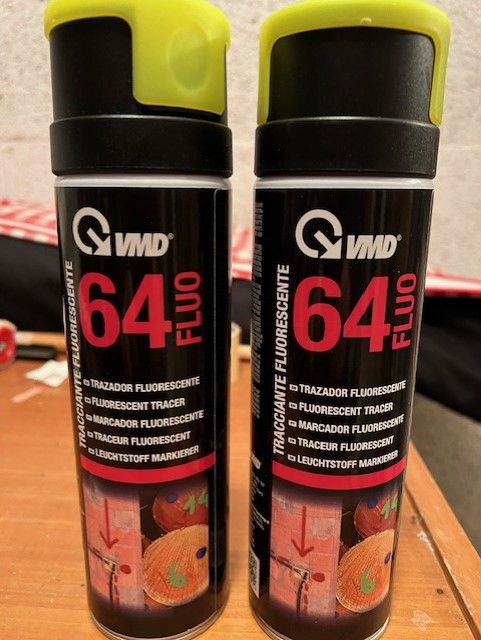 VMD®
64 FLUO
TRACCIANTE FLUORESCENTE
TRAZADOR FLUORESCENTE
FLUORESCENT TRACER
MARCADOR FLUORESCENTE
TRACEUR FLUORESCENT
LEUCHTSTOFF MARKIERER
VMD®
64 FLUO
TRACCIANTE FLUORESCENTE
TRAZADOR FLUORESCENTE
FLUORESCENT TRACER
MARCADOR FLUORESCENTE
TRACEUR FLUORESCENT
LEUCHTSTOFF MARKIERER